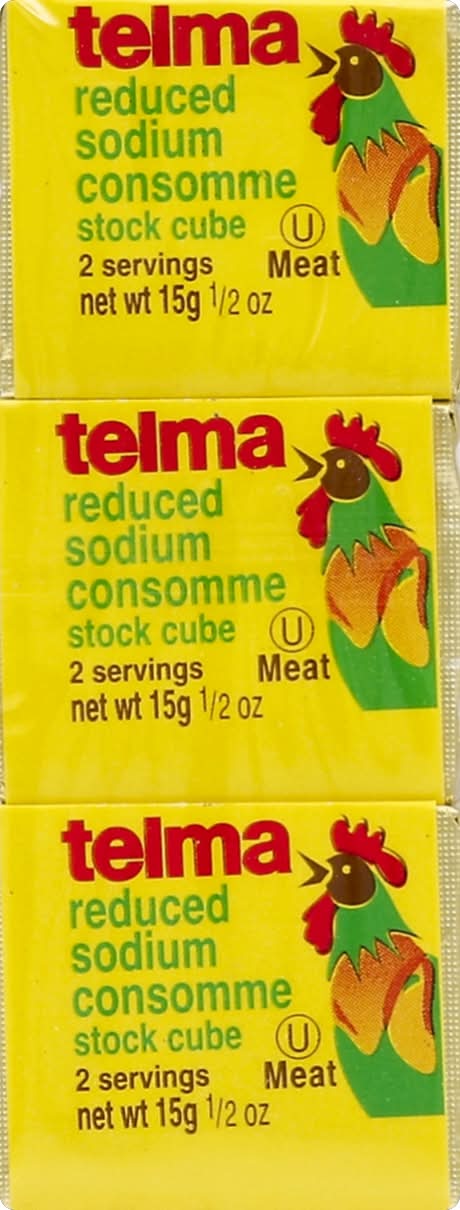 telma
reduced
sodium
consomme
stock cube
U
2 servings Meat
net wt 15g 1/2 oz
telma
reduced
sodium
consomme
stock cube
U
2 servings Meat
net wt 15g 1/2 oz
telma
reduced
sodium
consomme
stock cube
U
2 servings Meat
net wt 15g 1/2 oz